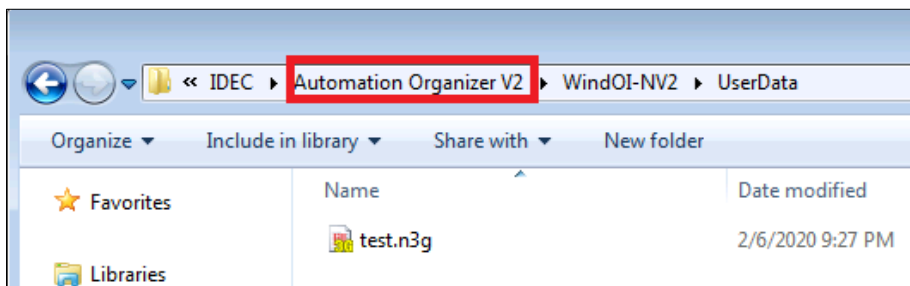 « IDEC Automation Organizer V2 WindOI-NV2 UserData
Organize Include in library Share with New folder
Favorites Name Date modified
test.n3g 2/6/2020 9:27 PM
Libraries